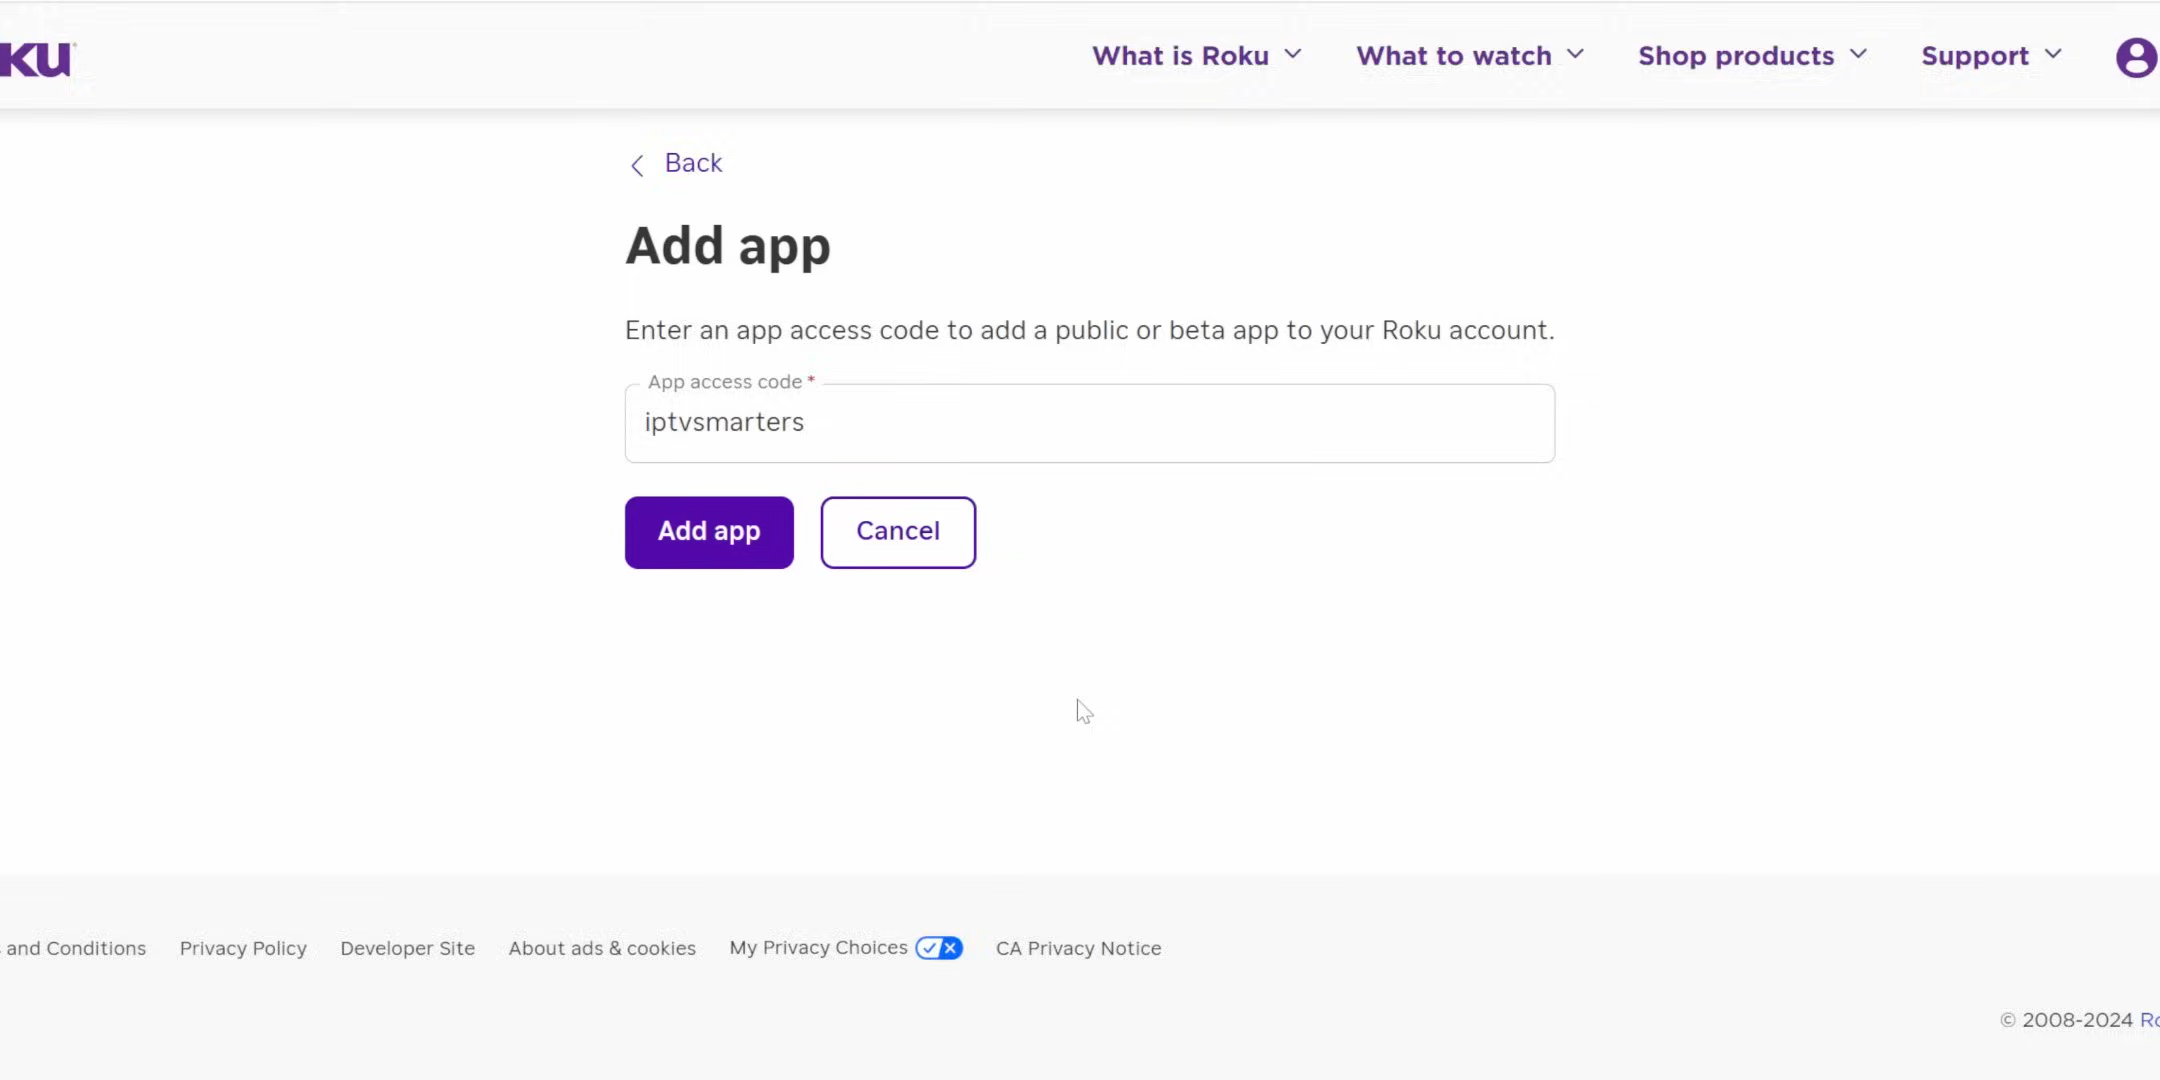 What is Roku
What to watch
Shop products
Support
Back
Add app
Enter an app access code to add a public or beta app to your Roku account.
App access code *
iptvsmarters
Add app
Cancel
and Conditions
Privacy Policy
Developer Site
About ads & cookies
My Privacy Choices
CA Privacy Notice
© 2008-2024